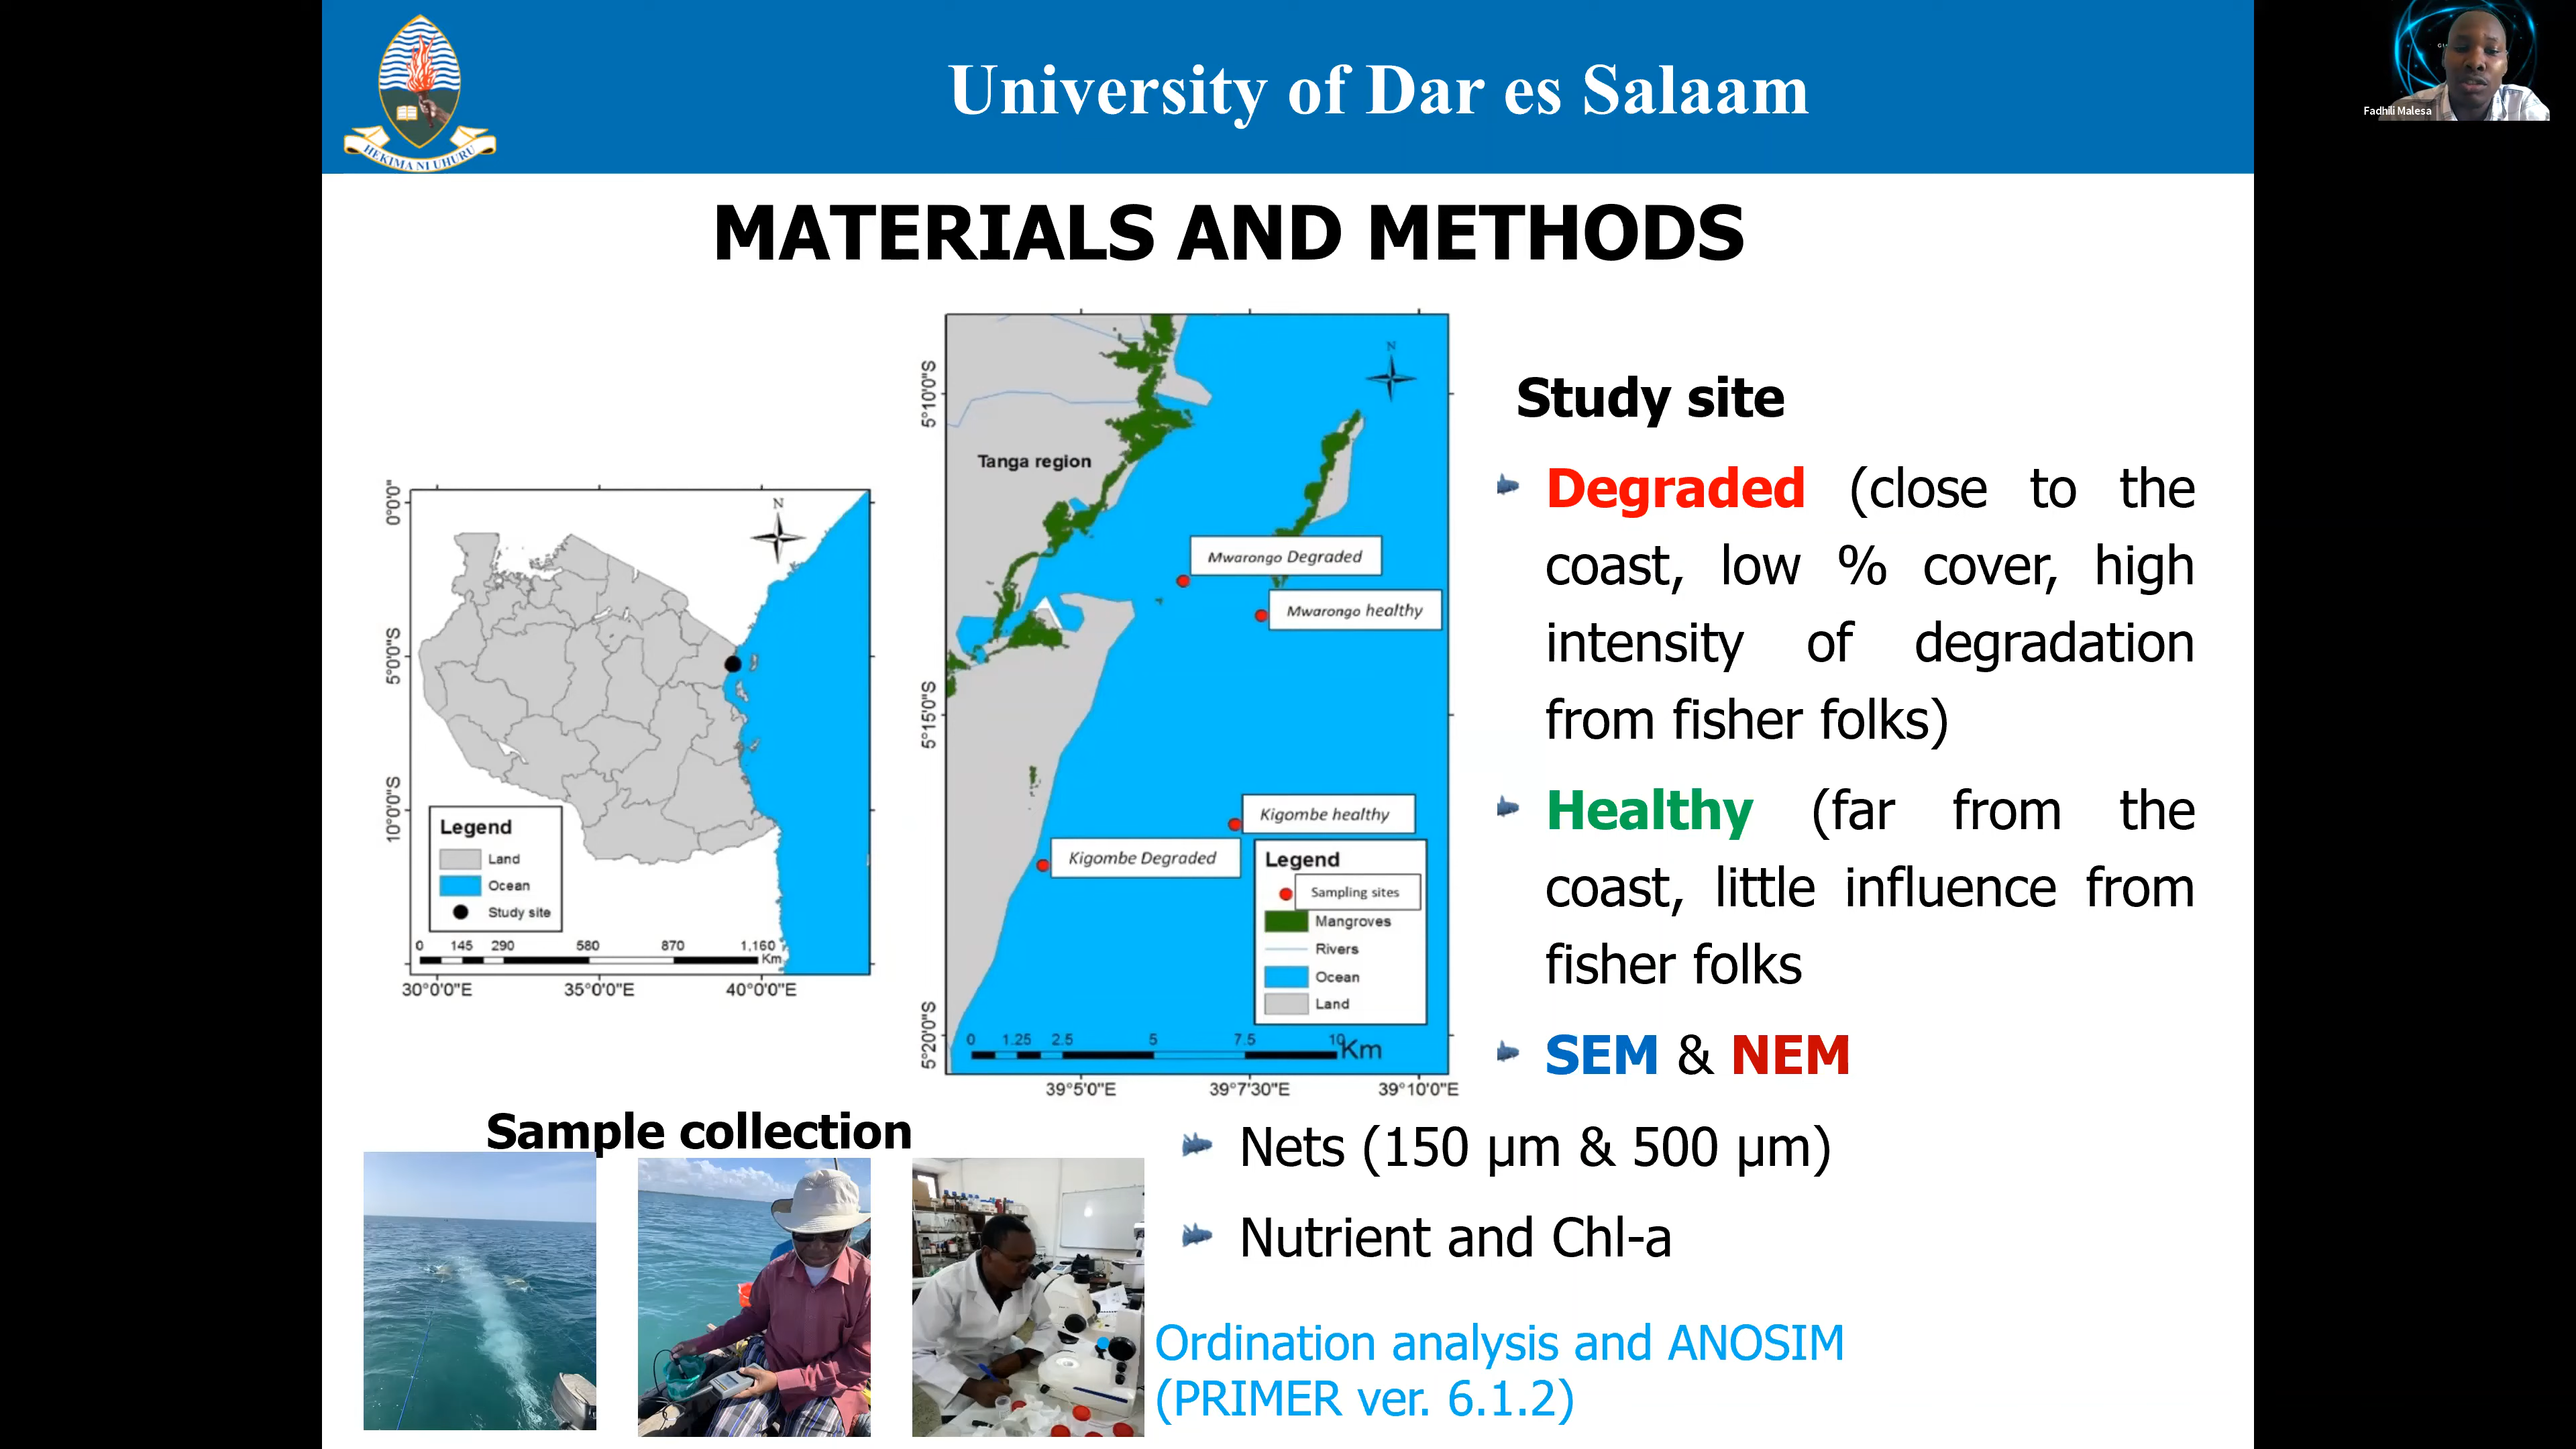 University of Dar es Salaam
HEKIMA NI UHURU
Fadhili Malesa
MATERIALS AND METHODS
0°0'0"
5°0'0"S
10°0'0"S
N
Legend
Land
Ocean
Study site
0 145 290 580 870 1,160
Km
30°0'0"E 35°0'0"E 40°0'0"E
5°10'0"S
5°15'0"S
5°20'0"S
N
Tanga region
Mwarongo Degraded
Mwarongo healthy
Kigombe healthy
Kigombe Degraded
Legend
Sampling sites
Mangroves
Rivers
Ocean
Land
0 1.25 2.5 5 7.5 10 Km
39°5'0"E 39°7'30"E 39°10'0"E
Study site
Degraded (close to the
coast, low % cover, high
intensity of degradation
from fisher folks)
Healthy (far from the
coast, little influence from
fisher folks
SEM & NEM
Sample collection
Nets (150 µm & 500 µm)
Nutrient and Chl-a
Ordination analysis and ANOSIM
(PRIMER ver. 6.1.2)